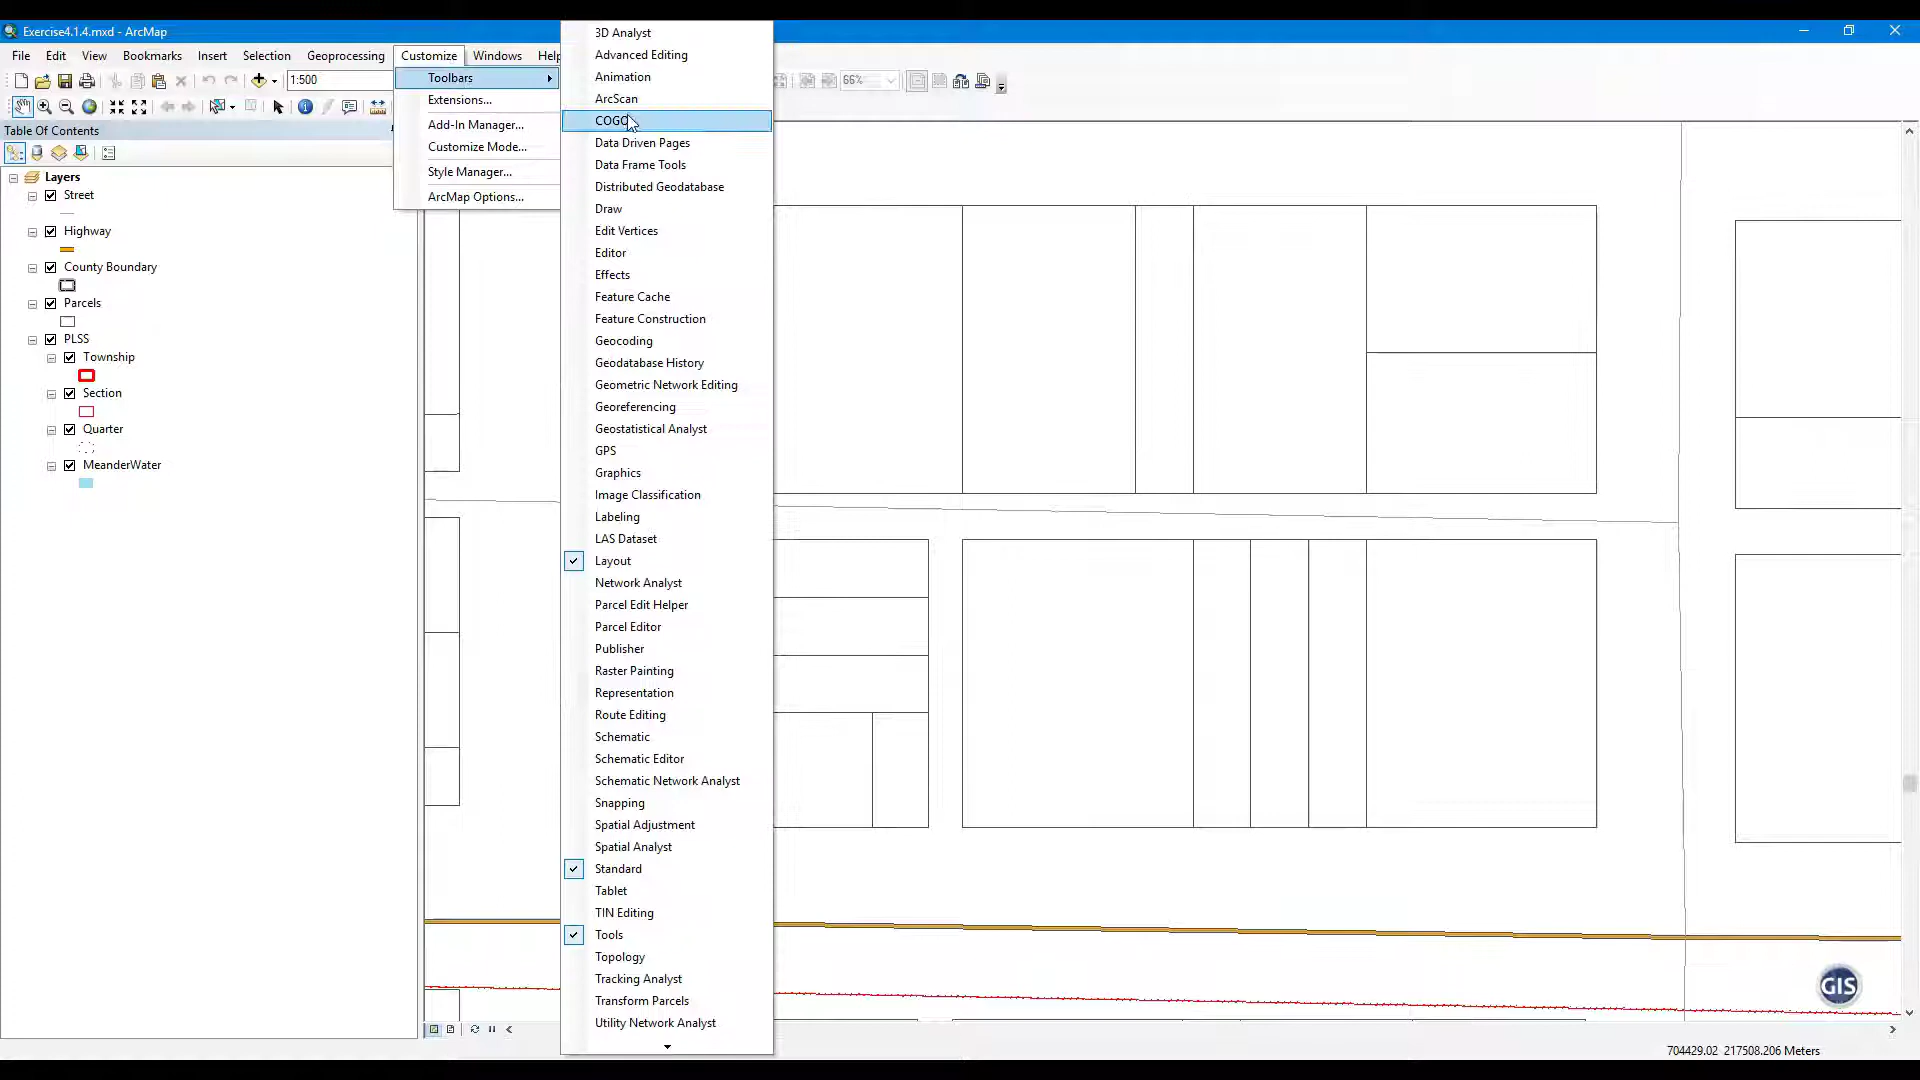 Exercise4.1.4.mxd - ArcMap
File Edit View Bookmarks Insert Selection Geoprocessing Customize Windows Help
1:500
66%
Table Of Contents
Layers
Street
Highway
County Boundary
Parcels
PLSS
Township
Section
Quarter
MeanderWater
Toolbars
Extensions...
Add-In Manager...
Customize Mode...
Style Manager...
ArcMap Options...
3D Analyst
Advanced Editing
Animation
ArcScan
COGO
Data Driven Pages
Data Frame Tools
Distributed Geodatabase
Draw
Edit Vertices
Editor
Effects
Feature Cache
Feature Construction
Geocoding
Geodatabase History
Geometric Network Editing
Georeferencing
Geostatistical Analyst
GPS
Graphics
Image Classification
Labeling
LAS Dataset
Layout
Network Analyst
Parcel Edit Helper
Parcel Editor
Publisher
Raster Painting
Representation
Route Editing
Schematic
Schematic Editor
Schematic Network Analyst
Snapping
Spatial Adjustment
Spatial Analyst
Standard
Tablet
TIN Editing
Tools
Topology
Tracking Analyst
Transform Parcels
Utility Network Analyst
GIS
704429.02 217508.206 Meters